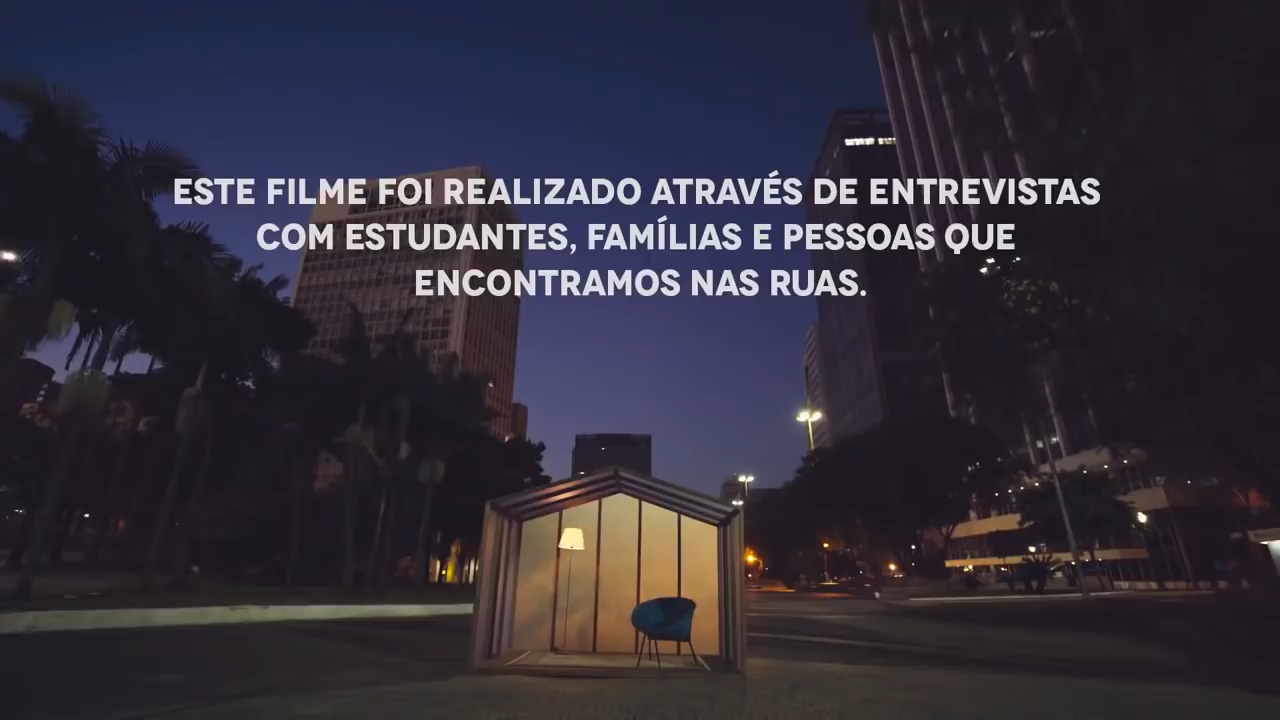 ESTE FILME FOI REALIZADO ATRAVÉS DE ENTREVISTAS
COM ESTUDANTES, FAMÍLIAS E PESSOAS QUE
ENCONTRAMOS NAS RUAS.